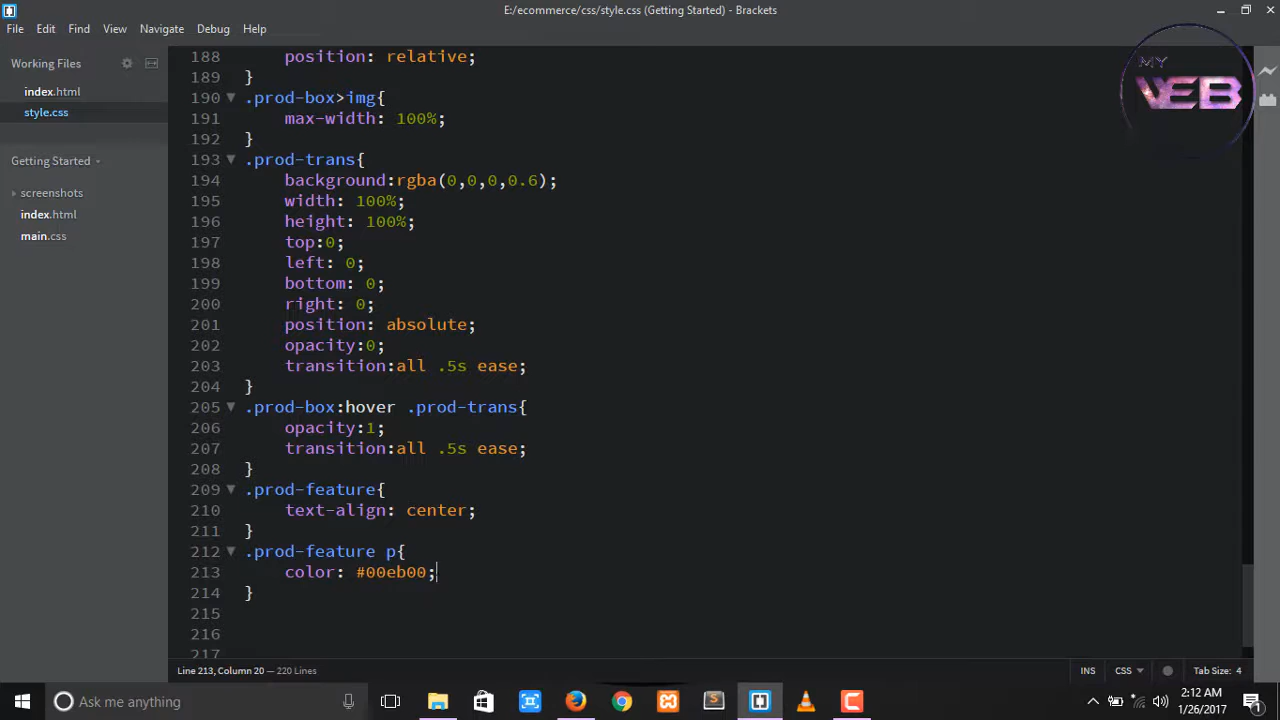 E:/ecommerce/css/style.css (Getting Started) - Brackets
File Edit Find View Navigate Debug Help
Working Files
index.html
style.css
Getting Started
screenshots
index.html
main.css
188 position: relative;
189 }
190 .prod-box>img{
191 max-width: 100%;
192 }
193 .prod-trans{
194 background:rgba(0,0,0,0.6);
195 width: 100%;
196 height: 100%;
197 top:0;
198 left: 0;
199 bottom: 0;
200 right: 0;
201 position: absolute;
202 opacity:0;
203 transition:all .5s ease;
204 }
205 .prod-box:hover .prod-trans{
206 opacity:1;
207 transition:all .5s ease;
208 }
209 .prod-feature{
210 text-align: center;
211 }
212 .prod-feature p{
213 color: #00eb00;
214 }
215
216
217
MY
VEB
Line 213, Column 20 — 220 Lines
INS CSS Tab Size: 4
Ask me anything
2:12 AM
1/26/2017
1